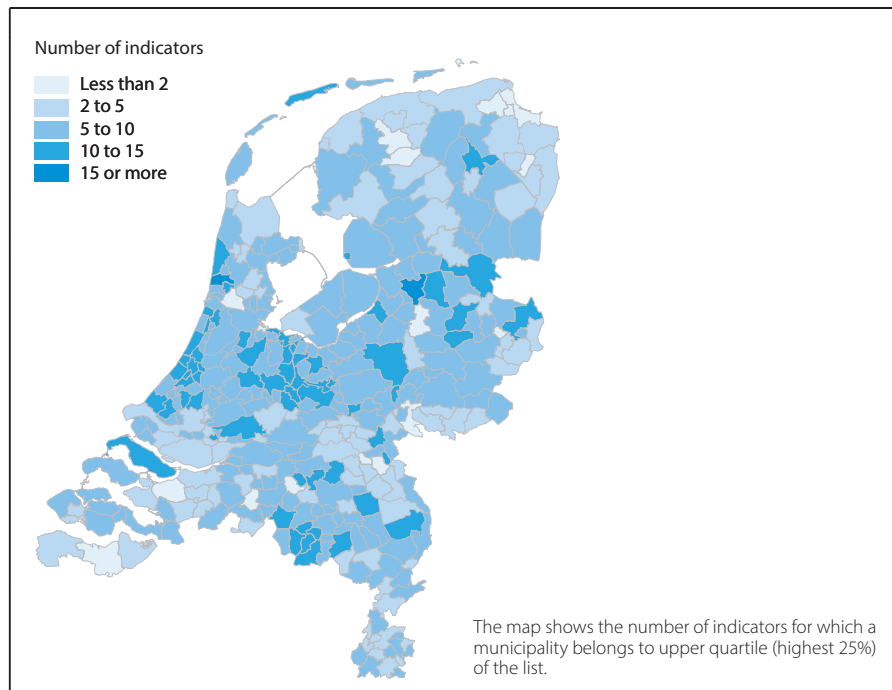 Number of indicators
Less than 2
2 to 5
5 to 10
10 to 15
15 or more
The map shows the number of indicators for which a
municipality belongs to upper quartile (highest 25%)
of the list.